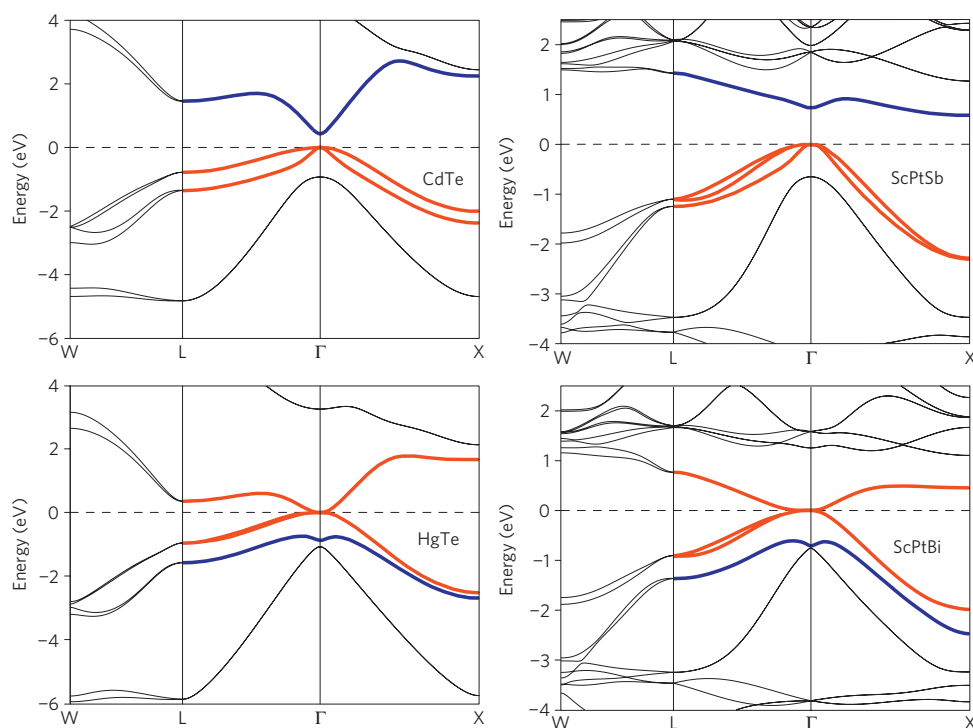 4
2
0
−2
−4
−6
Energy (eV)
CdTe
W L Γ X
2
1
0
−1
−2
−3
−4
Energy (eV)
ScPtSb
W L Γ X
4
2
0
−2
−4
−6
Energy (eV)
HgTe
W L Γ X
2
1
0
−1
−2
−3
−4
Energy (eV)
ScPtBi
W L Γ X